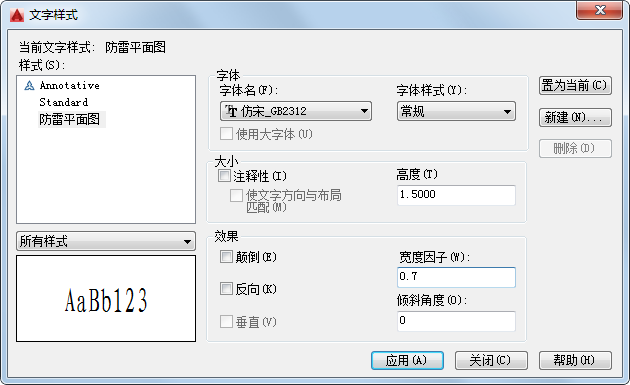 文字样式
当前文字样式: 防雷平面图
样式(S):
Annotative
Standard
防雷平面图
所有样式
AaBb123
字体
字体名(F):
仿宋_GB2312
使用大字体(U)
字体样式(Y):
常规
大小
注释性(I)
使文字方向与布局
匹配(M)
高度(T)
1.5000
效果
颠倒(E)
反向(K)
垂直(V)
宽度因子(W):
0.7
倾斜角度(O):
0
置为当前(C)
新建(N)...
删除(D)
应用(A)
关闭(C)
帮助(H)